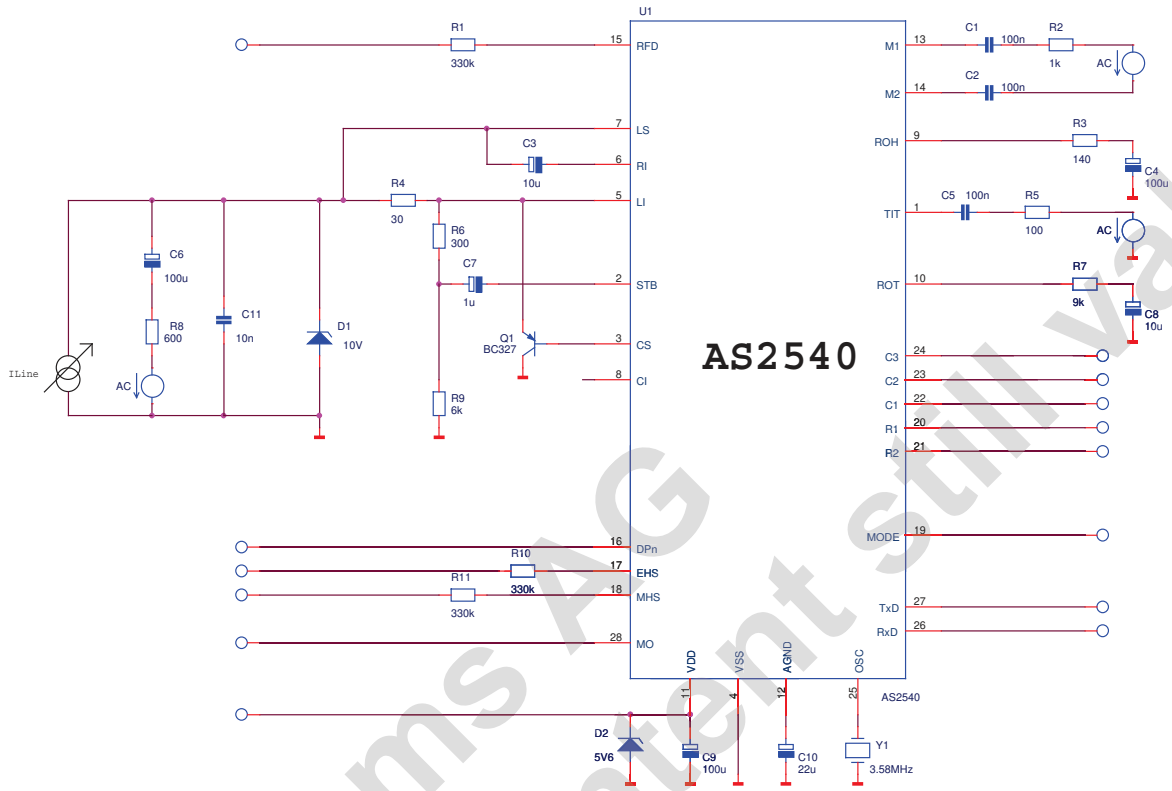 U1
R1
330k
15
RFD
M1
13
C1
100n
R2
1k
AC
M2
14
C2
100n
7
LS
C3
10u
6
RI
ROH
9
R3
140
C4
100u
R4
30
5
LI
TIT
1
C5
100n
R5
100
AC
R6
300
C7
1u
2
STB
ROT
10
R7
9k
C8
10u
C6
100u
R8
600
AC
C11
10n
D1
10V
ILine
Q1
BC327
3
CS
8
CI
R9
6k
AS2540
C3
24
C2
23
C1
22
R1
20
R2
21
MODE
19
16
DPn
R10
330k
17
EHS
R11
330k
18
MHS
TxD
27
RxD
26
28
MO
VDD
VSS
AGND
OSC
11
4
12
25
AS2540
D2
5V6
C9
100u
C10
22u
Y1
3.58MHz
ms AG
tent still val